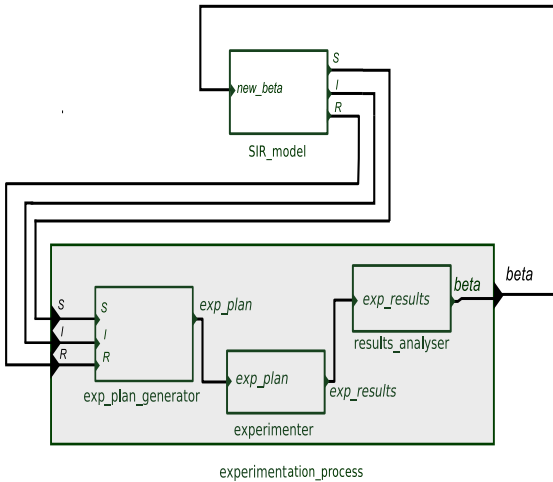 S
new_beta
I
R
SIR_model
S
I
R
S
I
R
exp_plan
exp_plan_generator
exp_plan
exp_results
experimenter
exp_results
beta
results_analyser
beta
experimentation_process